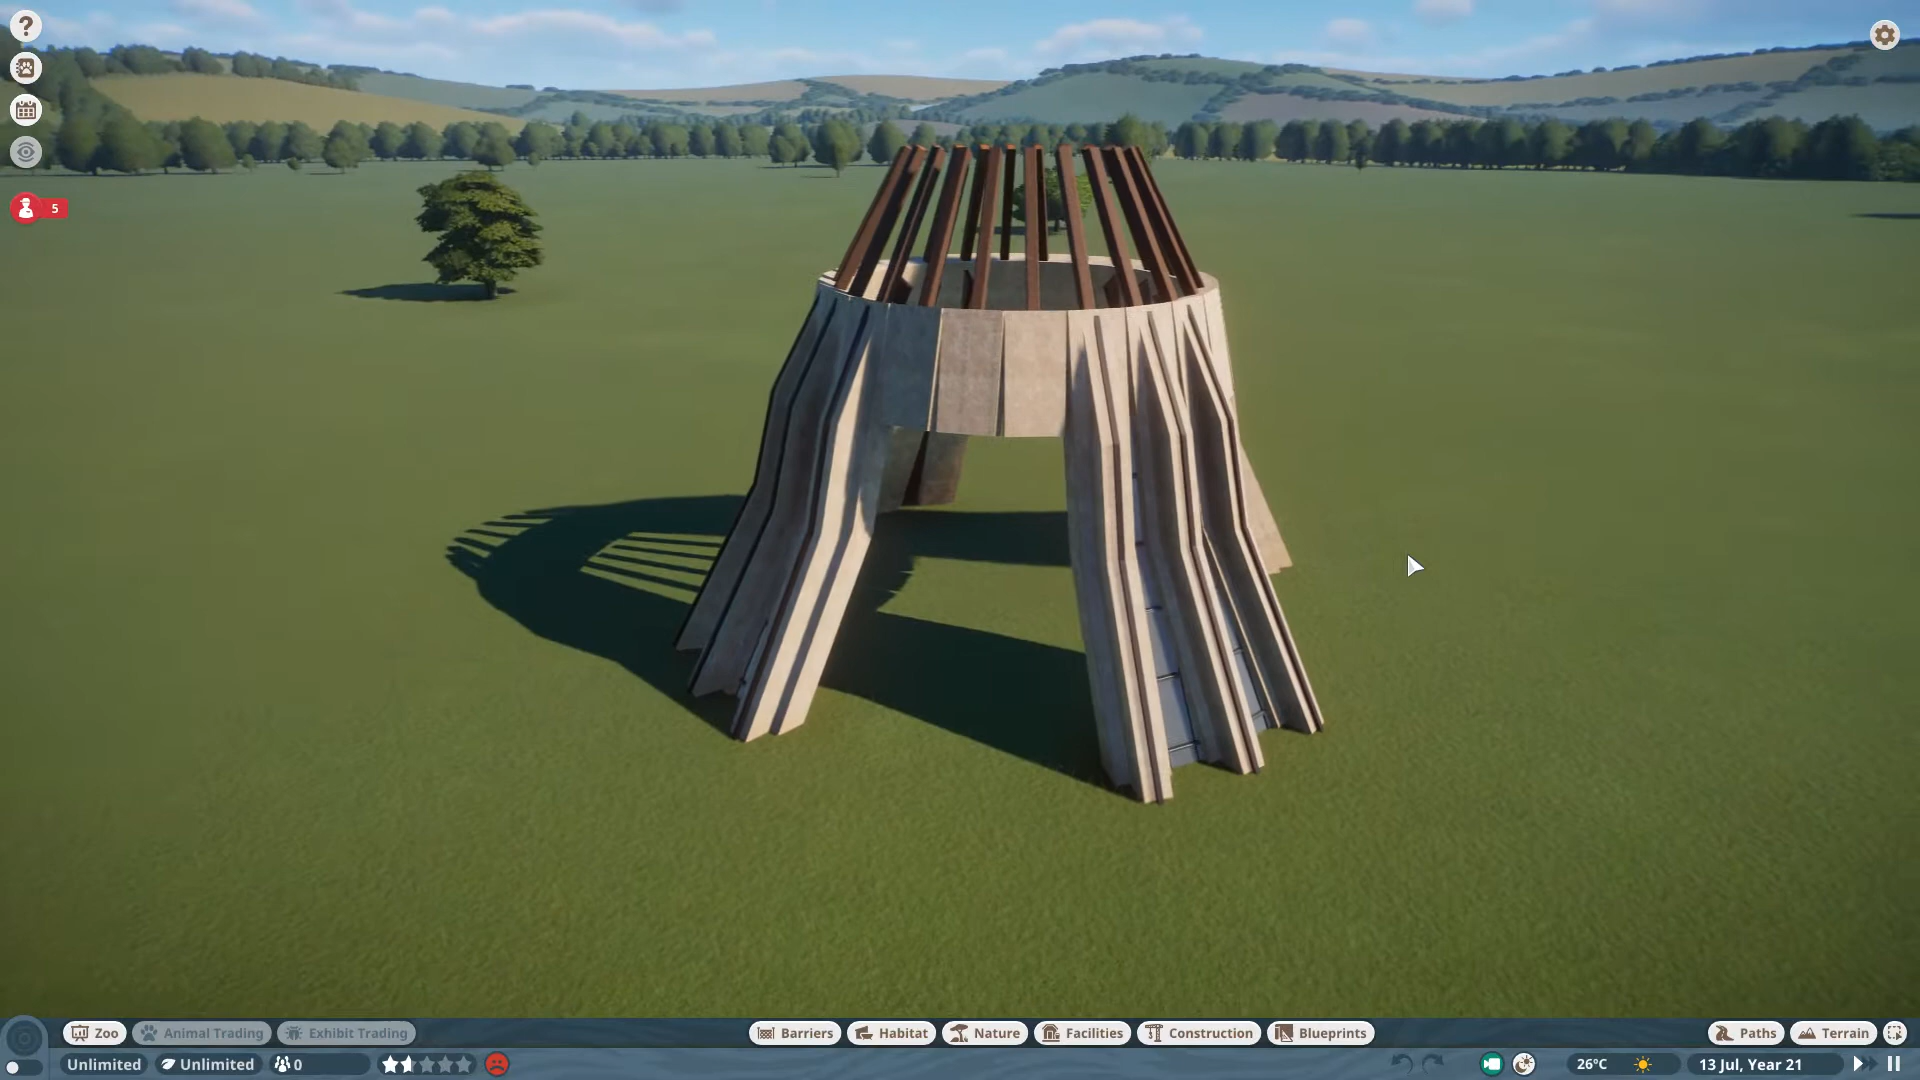 ?
5
Zoo Animal Trading Exhibit Trading Barriers Habitat Nature Facilities Construction Blueprints Paths Terrain
Unlimited Unlimited 0 26°C 13 Jul, Year 21